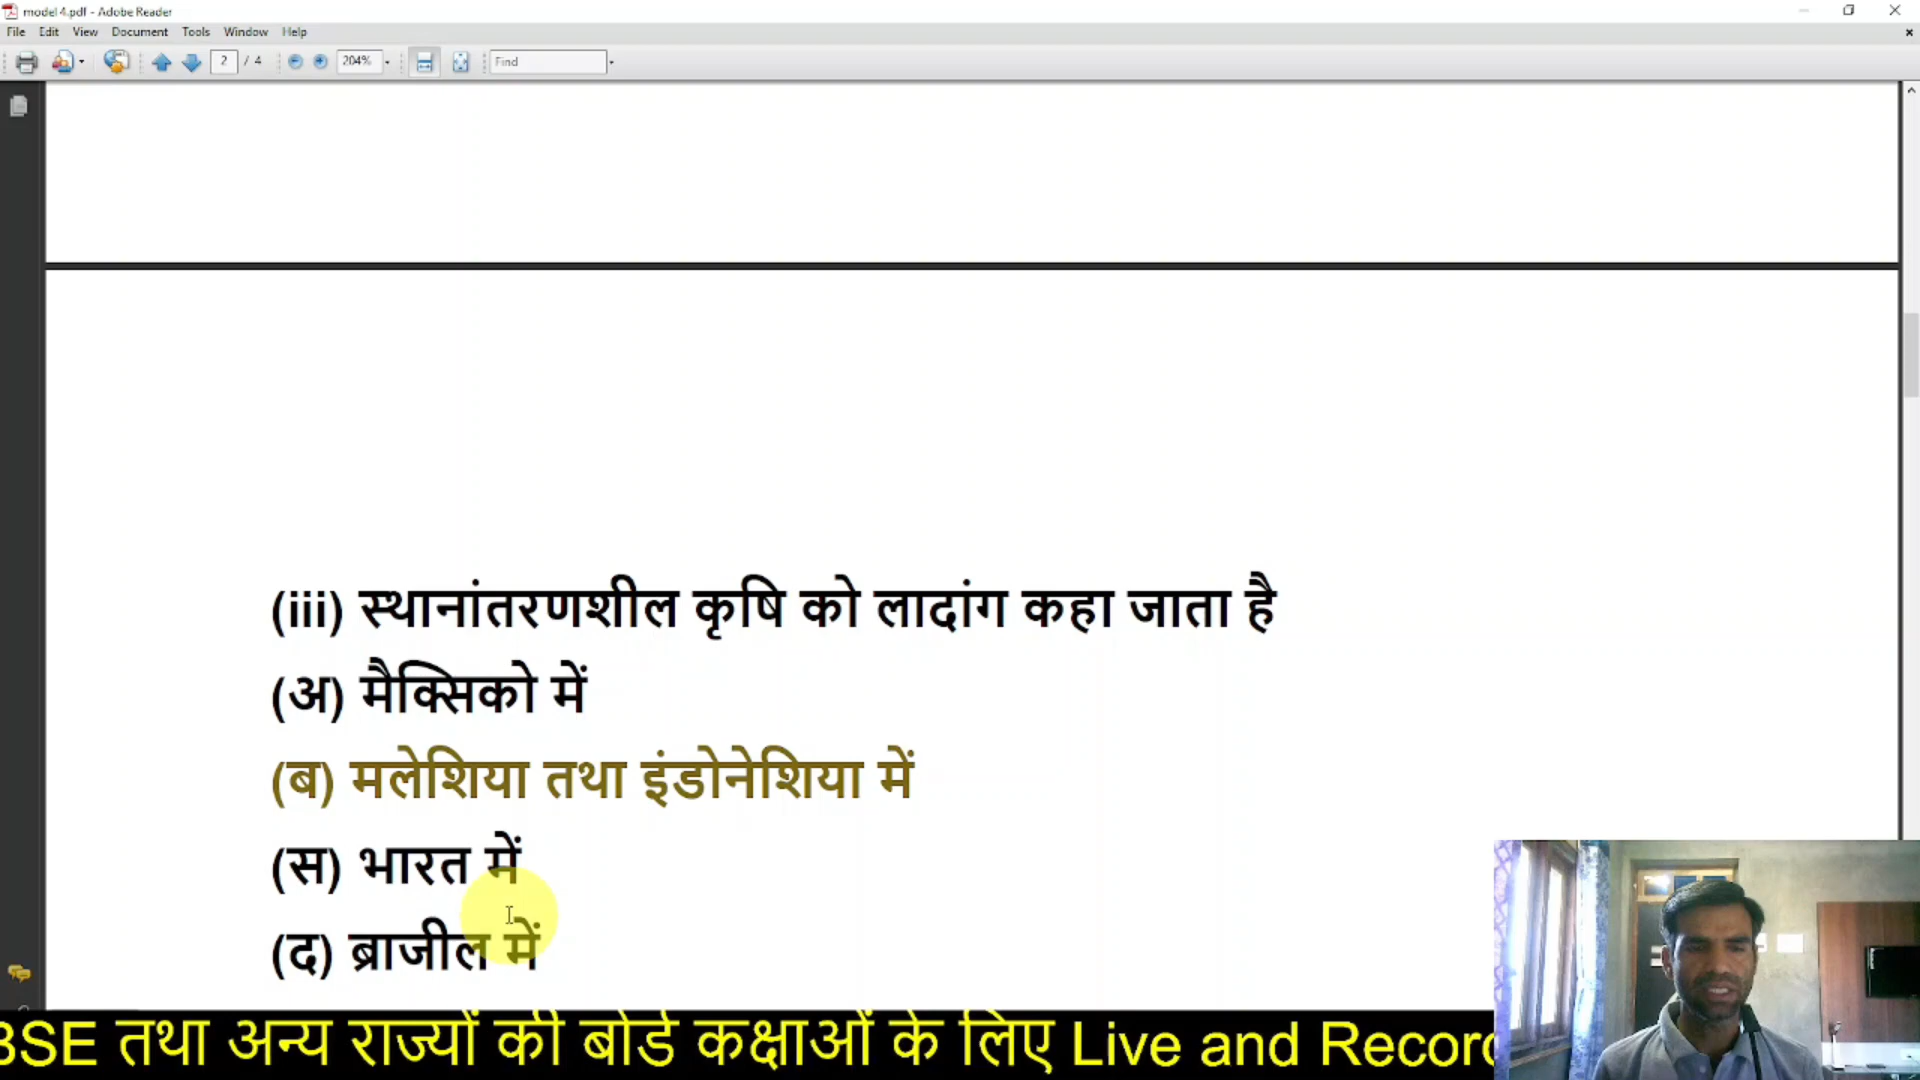 model 4.pdf - Adobe Reader
File Edit View Document Tools Window Help
2 / 4 204% Find
(iii) स्थानांतरणशील कृषि को लादांग कहा जाता है
(अ) मैक्सिको में
(ब) मलेशिया तथा इंडोनेशिया में
(स) भारत में
(द) ब्राजील में
BSE तथा अन्य राज्यों की बोर्ड कक्षाओं के लिए Live and Recor